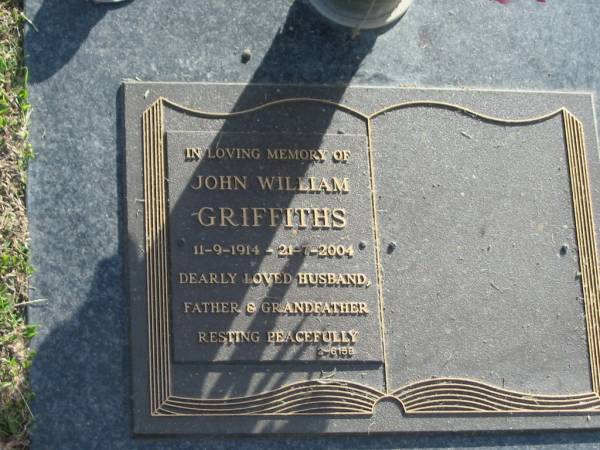 IN LOVING MEMORY OF
JOHN WILLIAM
GRIFFITHS
11-9-1914 - 21-7-2004
DEARLY LOVED HUSBAND,
FATHER & GRANDFATHER
RESTING PEACEFULLY